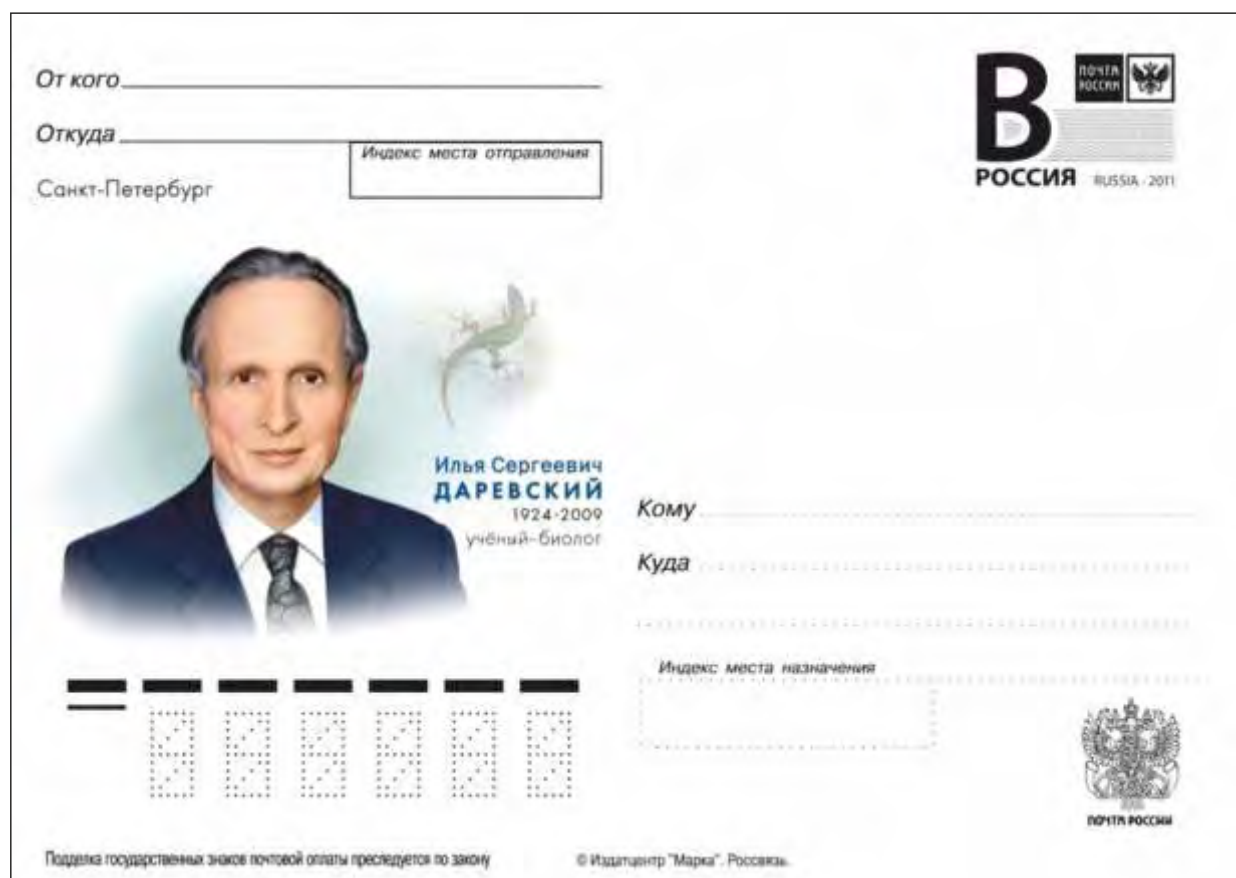 От кого
Откуда
Индекс места отправления
Санкт-Петербург
В
ПОЧТА
РОССИИ
РОССИЯ
RUSSIA - 2011
Илья Сергеевич
ДАРЕВСКИЙ
1924-2009
учёный-биолог
Кому
Куда
Индекс места назначения
ПОЧТА РОССИИ
Подделка государственных знаков почтовой оплаты преследуется по закону
© Издатцентр "Марка". Россвязь.